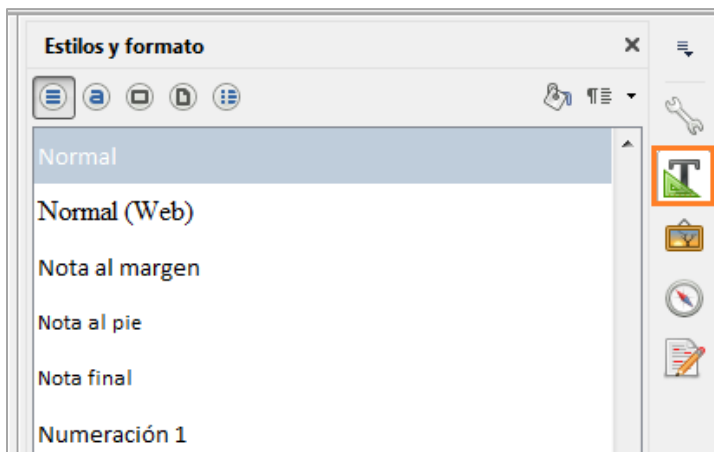 Estilos y formato
Normal
Normal (Web)
Nota al margen
Nota al pie
Nota final
Numeración 1